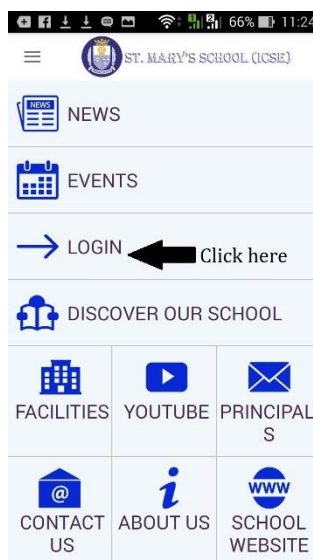 66% 11:24
ST. MARY'S SCHOOL (ICSE)
NEWS
NEWS
EVENTS
LOGIN Click here
DISCOVER OUR SCHOOL
FACILITIES YOUTUBE PRINCIPAL
S
@ i WWW
CONTACT ABOUT US SCHOOL
US WEBSITE